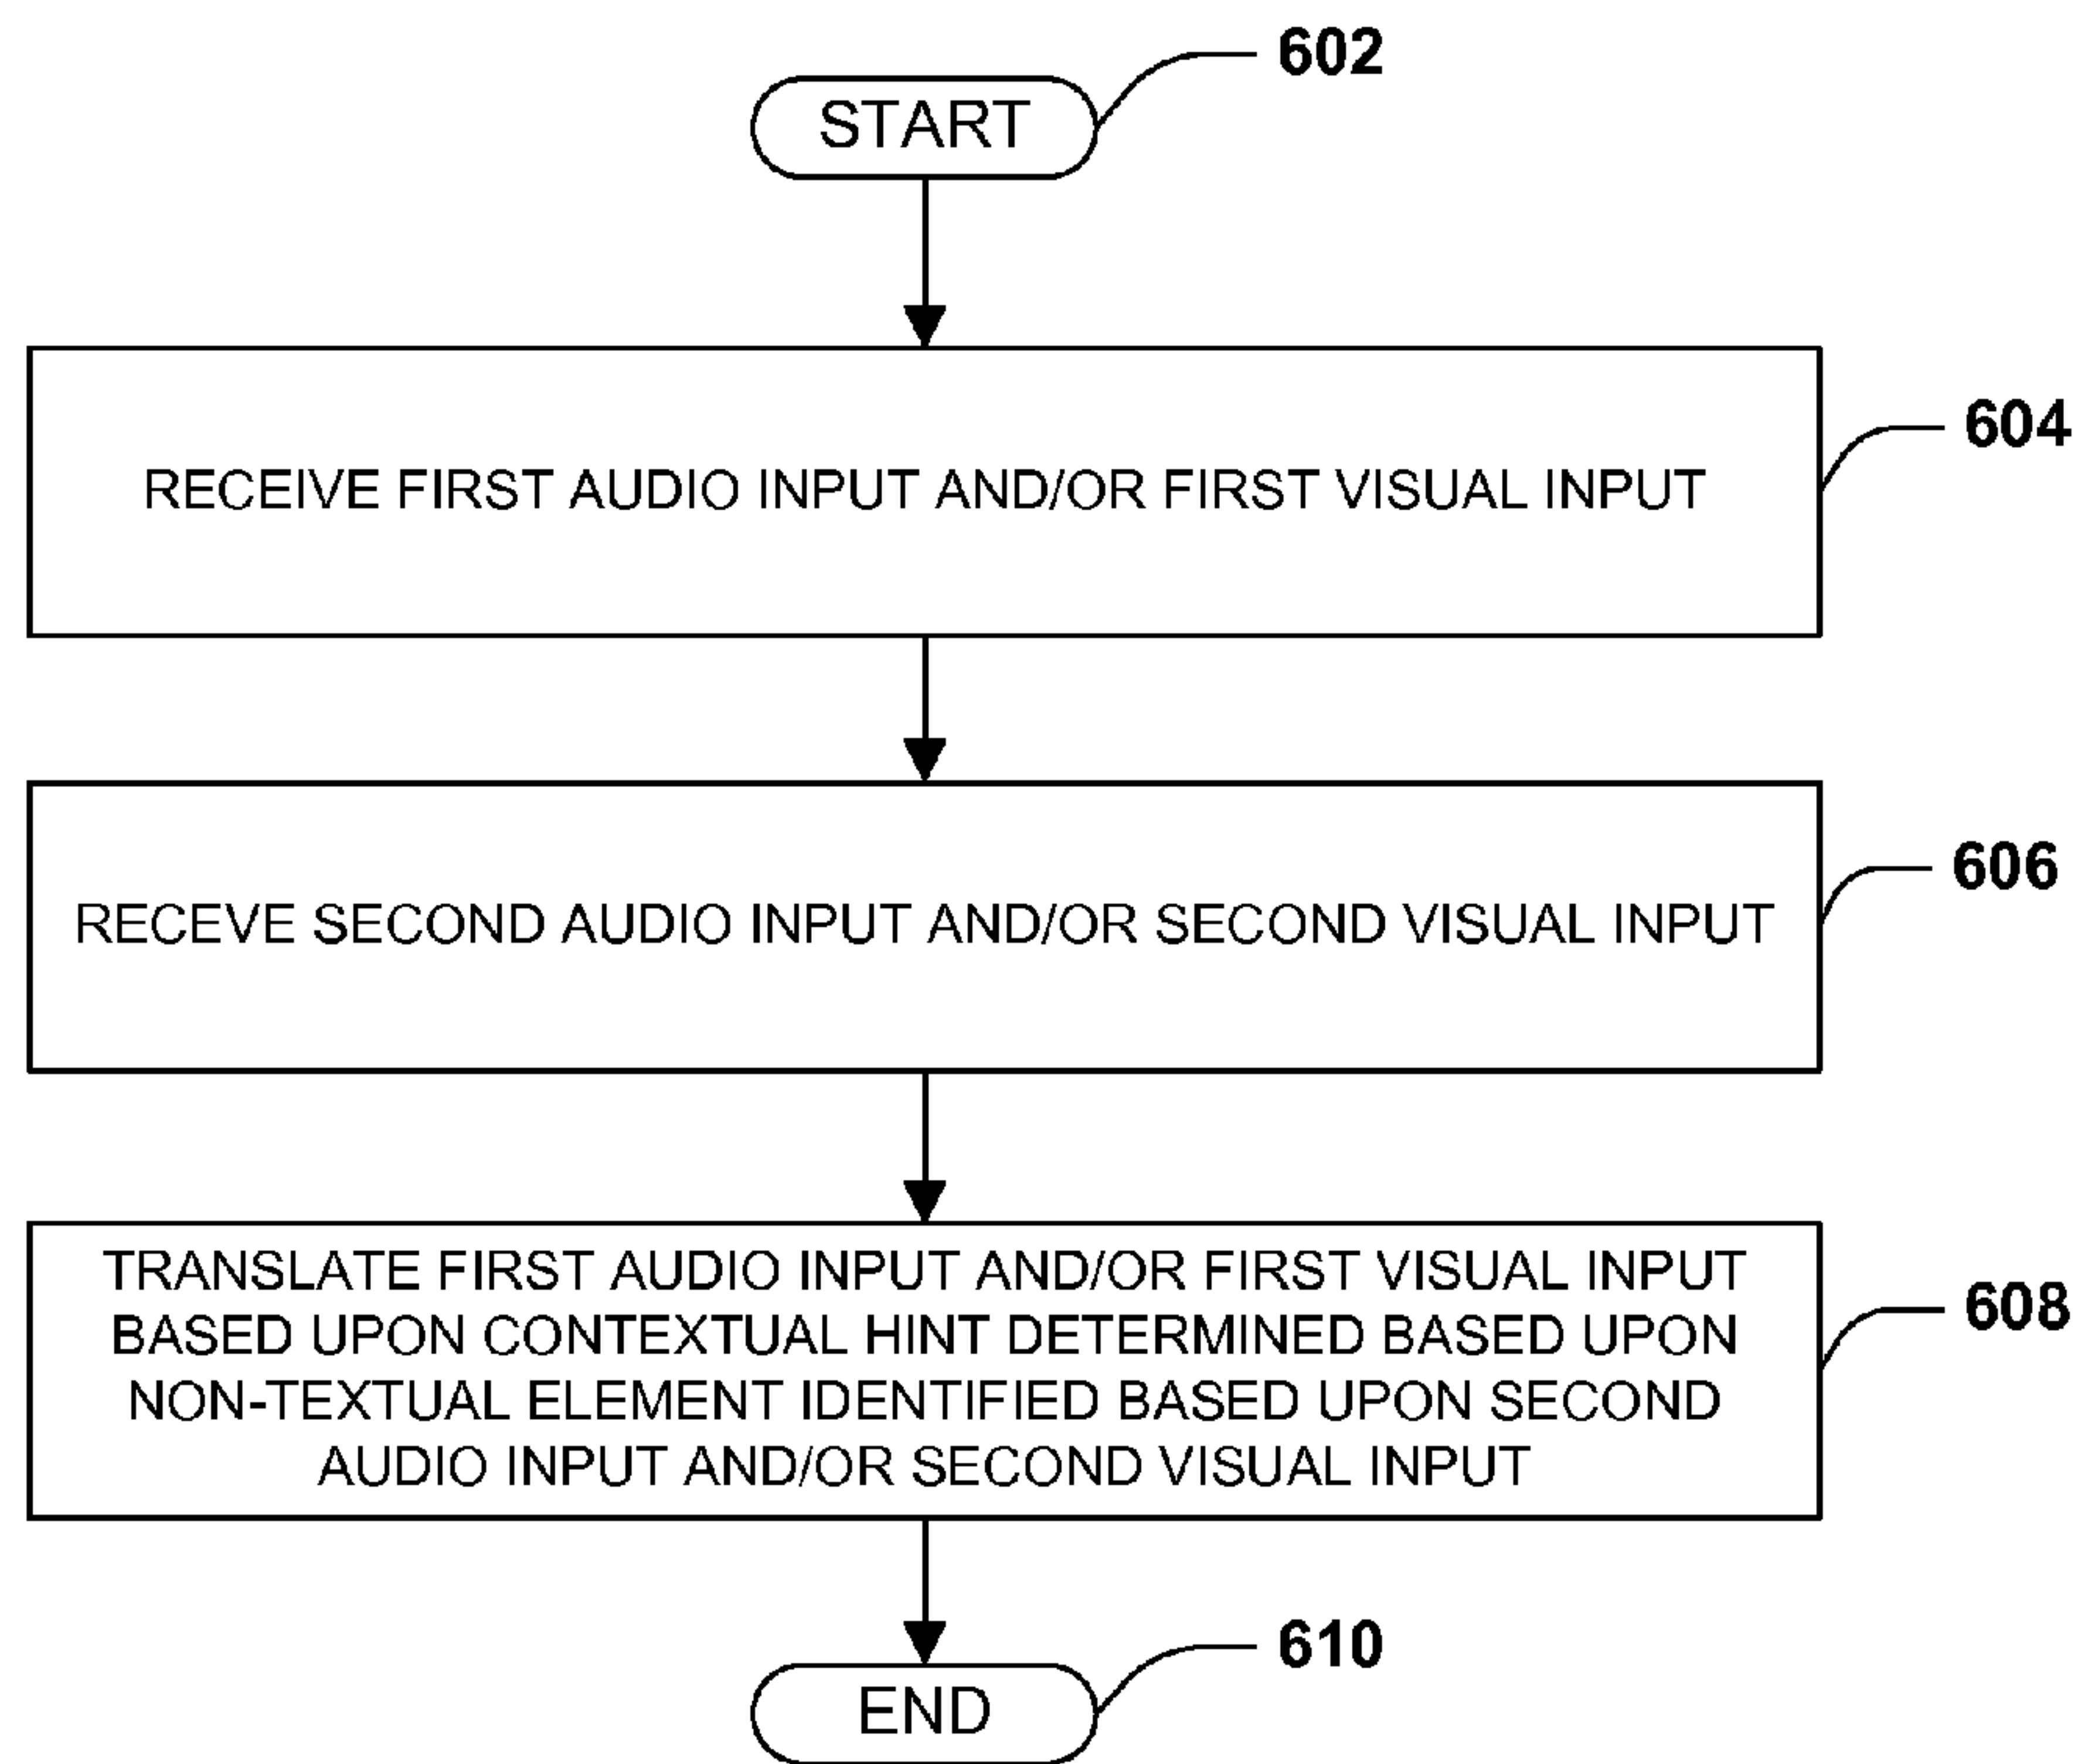 602
START
604
RECEIVE FIRST AUDIO INPUT AND/OR FIRST VISUAL INPUT
606
RECEVE SECOND AUDIO INPUT AND/OR SECOND VISUAL INPUT
TRANSLATE FIRST AUDIO INPUT AND/OR FIRST VISUAL INPUT
BASED UPON CONTEXTUAL HINT DETERMINED BASED UPON
608
NON-TEXTUAL ELEMENT IDENTIFIED BASED UPON SECOND
AUDIO INPUT AND/OR SECOND VISUAL INPUT
610
END